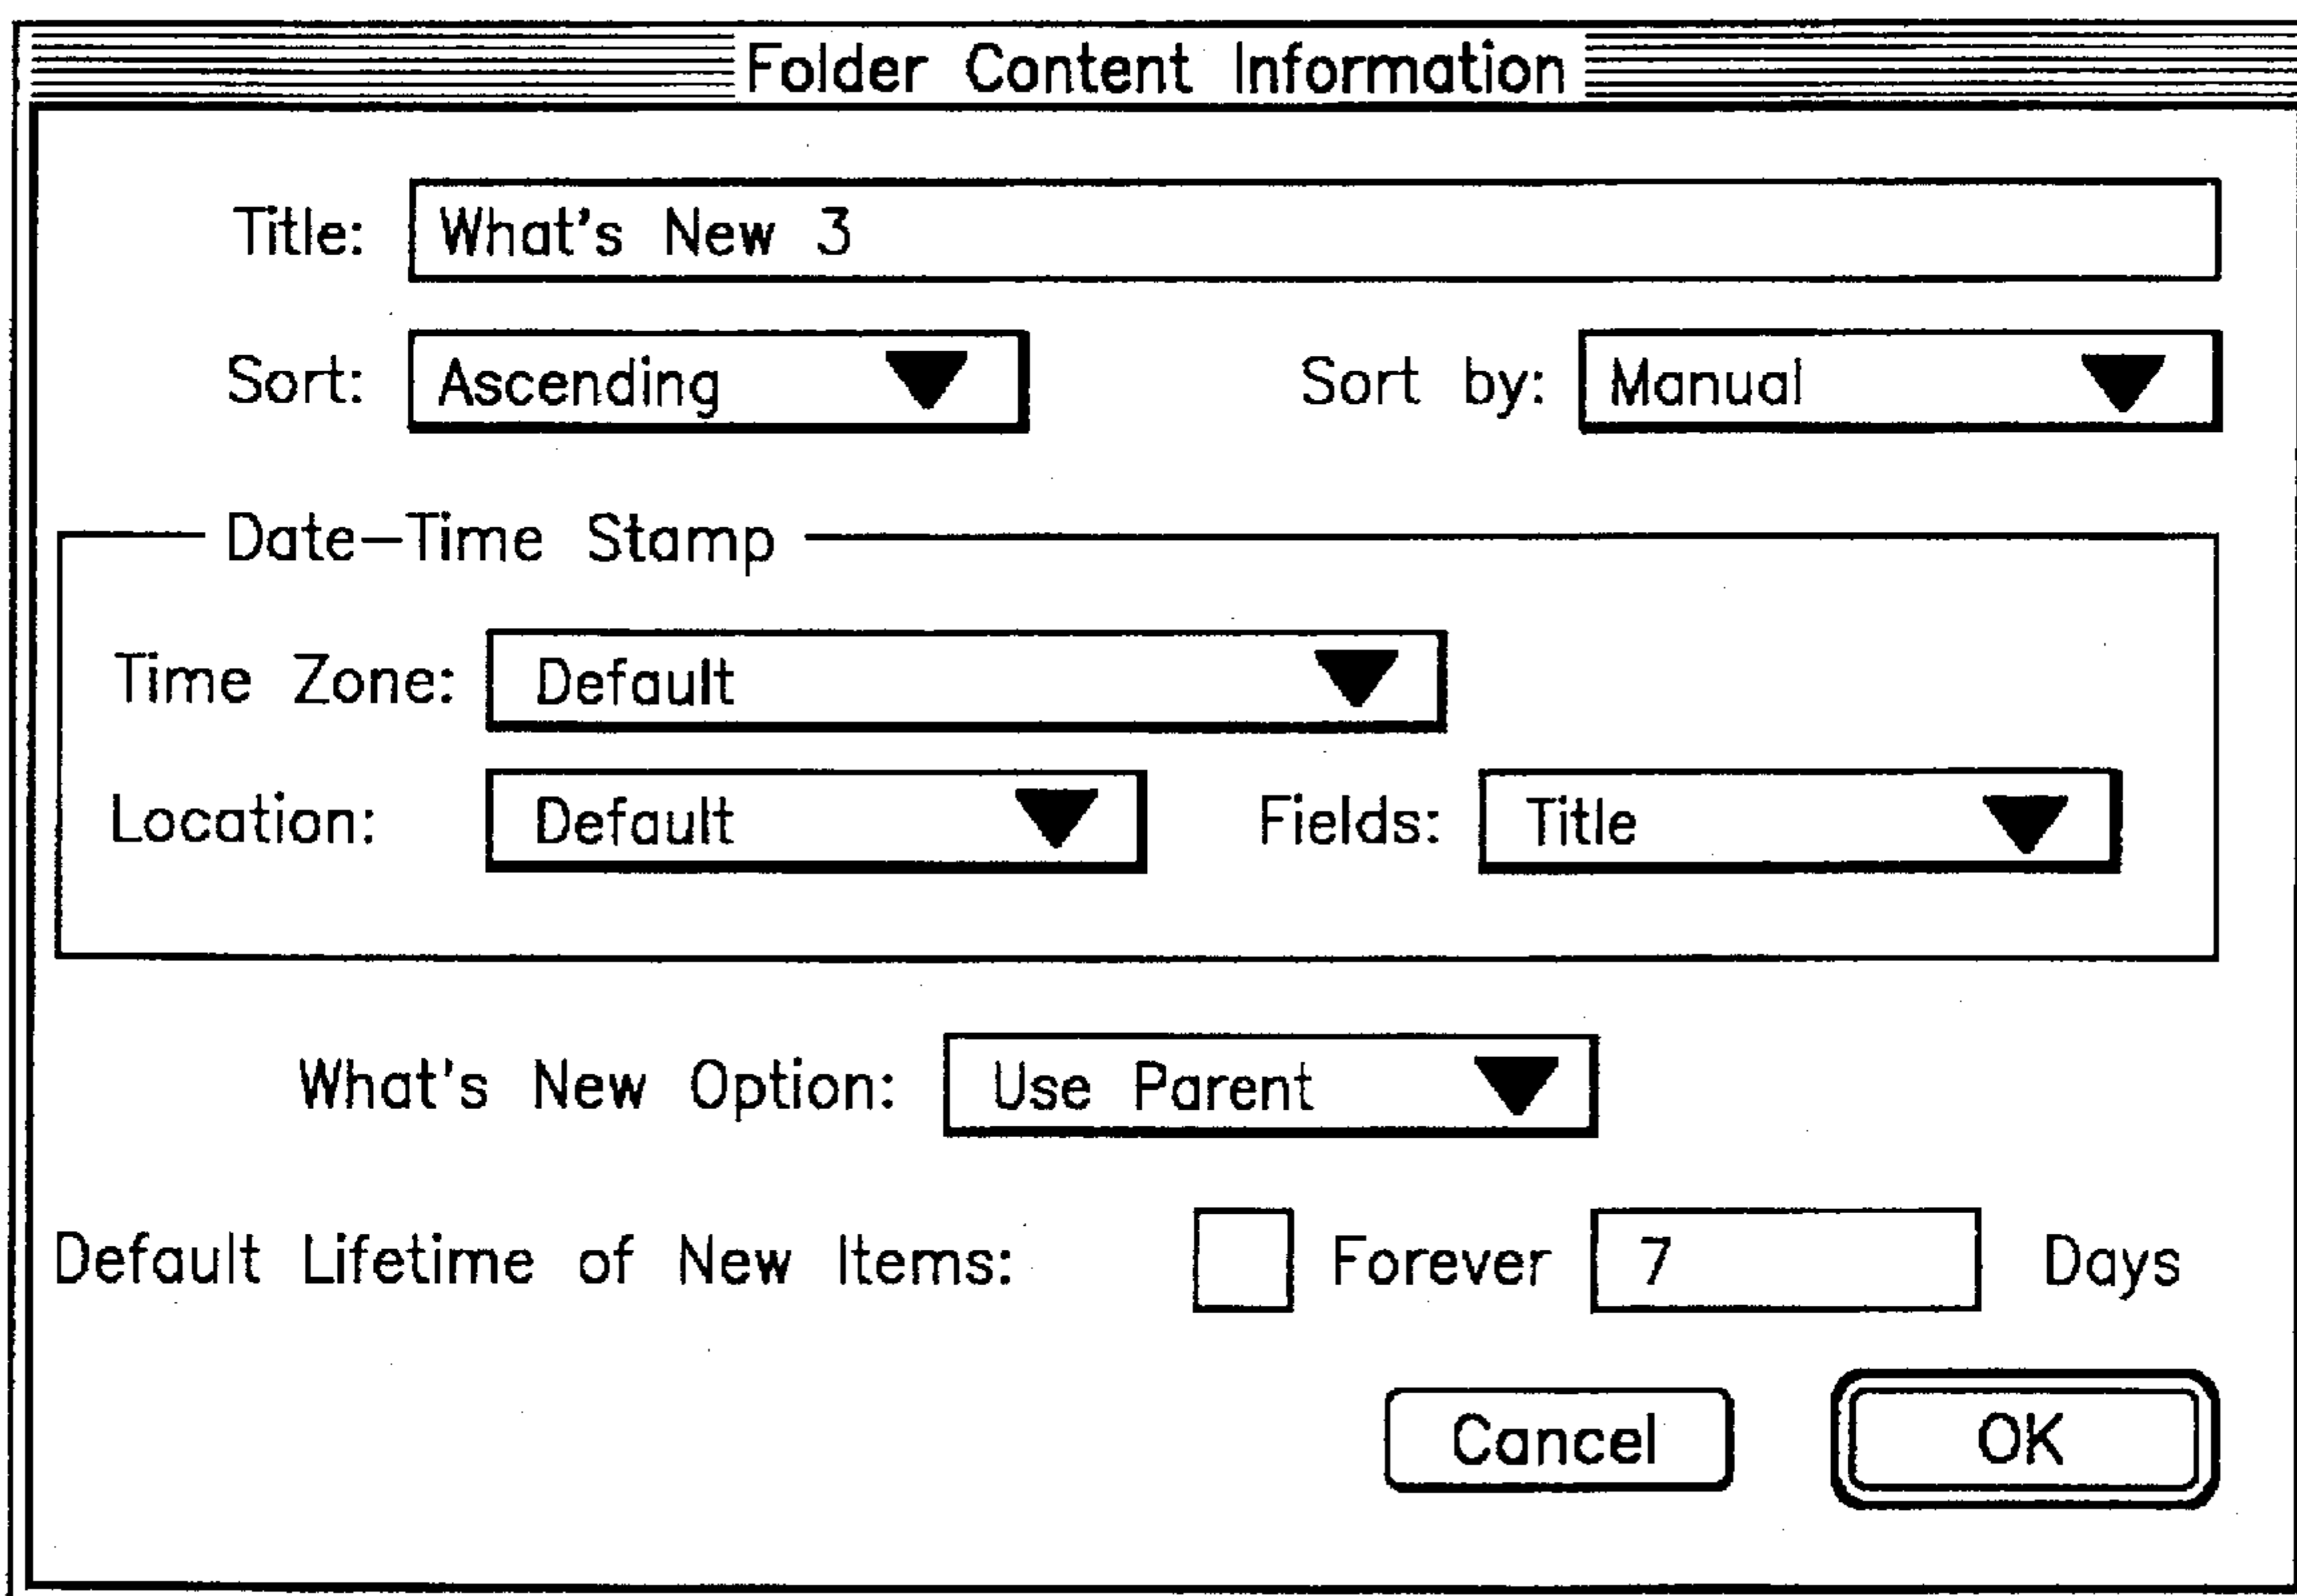 Folder Content Information
Title: What's New 3
Sort: Ascending Sort by: Manual
Date-Time Stamp
Time Zone: Default
Location: Default Fields: Title
What's New Option: Use Parent
Default Lifetime of New Items: Forever 7 Days
Cancel OK